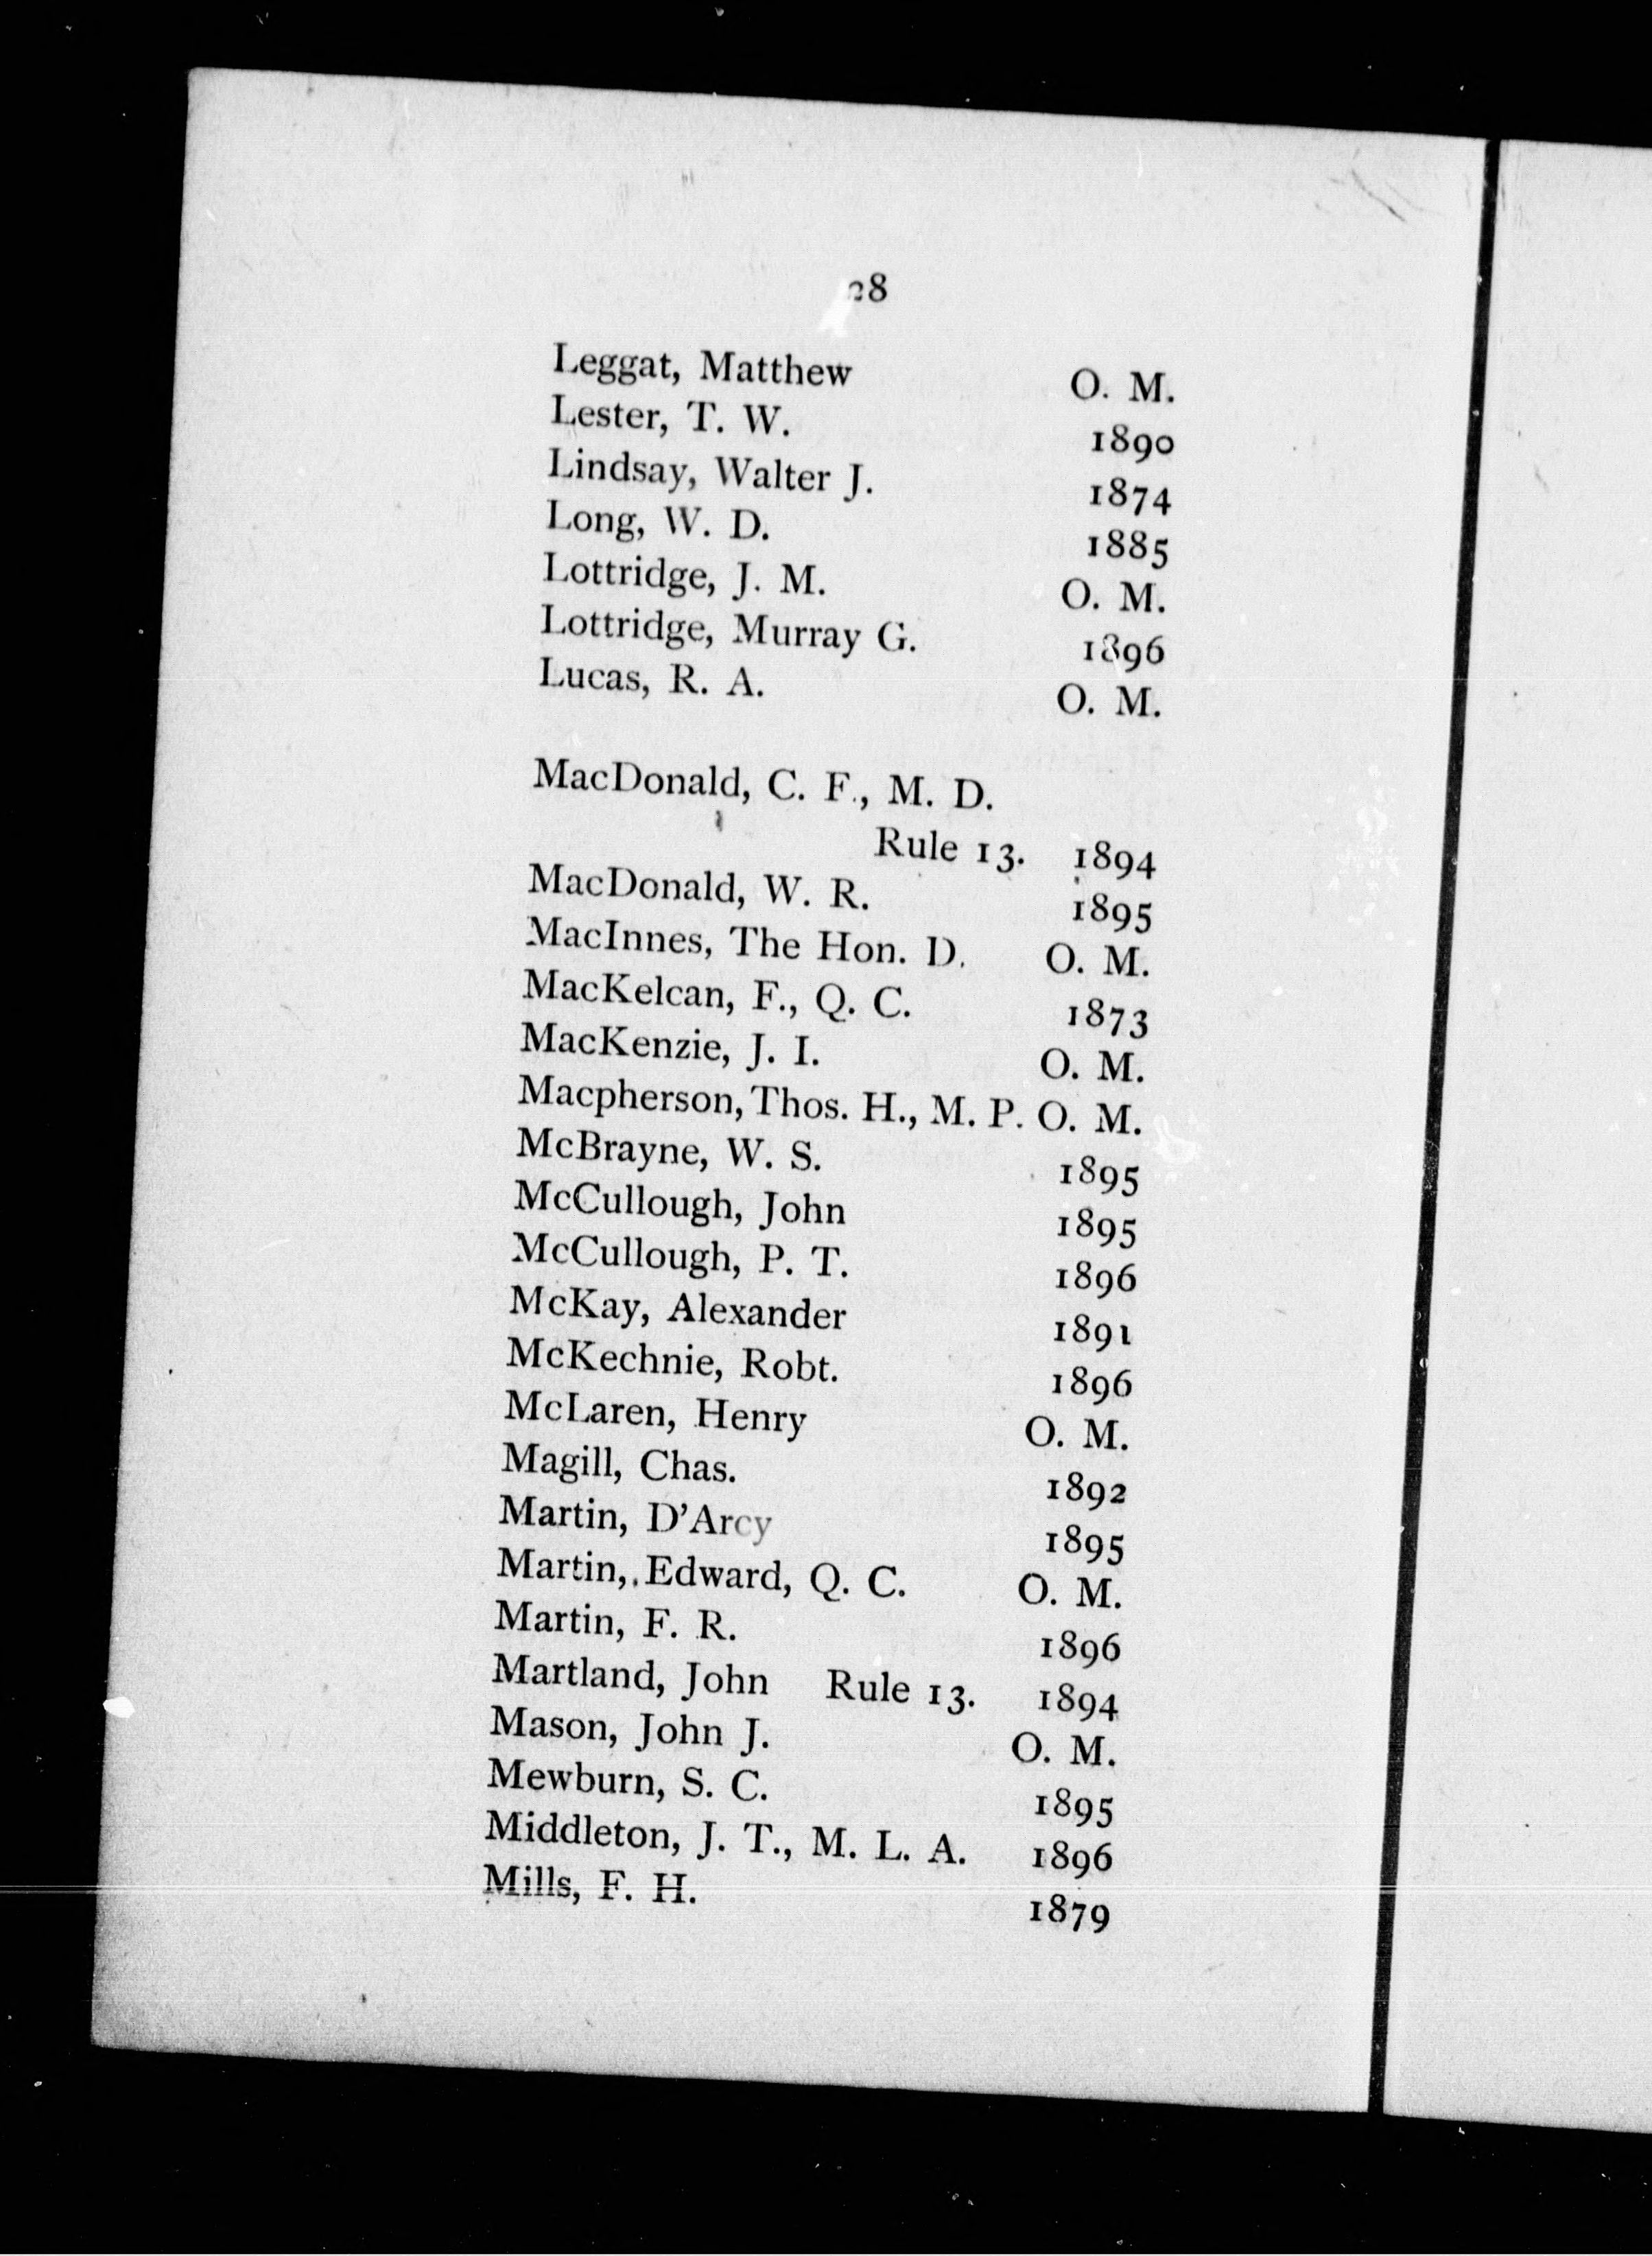 28
Leggat, Matthew O. M.
Lester, T. W. 1890
Lindsay, Walter J. 1874
Long, W. D. 1885
Lottridge, J. M. O. M.
Lottridge, Murray G. 1896
Lucas, R. A. O. M.
MacDonald, C. F., M. D.
Rule 13. 1894
MacDonald, W. R. 1895
MacInnes, The Hon. D. O. M.
MacKelcan, F., Q. C. 1873
MacKenzie, J. I. O. M.
Macpherson, Thos. H., M. P. O. M.
McBrayne, W. S. 1895
McCullough, John 1895
McCullough, P. T. 1896
McKay, Alexander 1891
McKechnie, Robt. 1896
McLaren, Henry O. M.
Magill, Chas. 1892
Martin, D'Arcy 1895
Martin, Edward, Q. C. O. M.
Martin, F. R. 1896
Martland, John Rule 13. 1894
Mason, John J. O. M.
Mewburn, S. C. 1895
Middleton, J. T., M. L. A. 1896
Mills, F. H. 1879